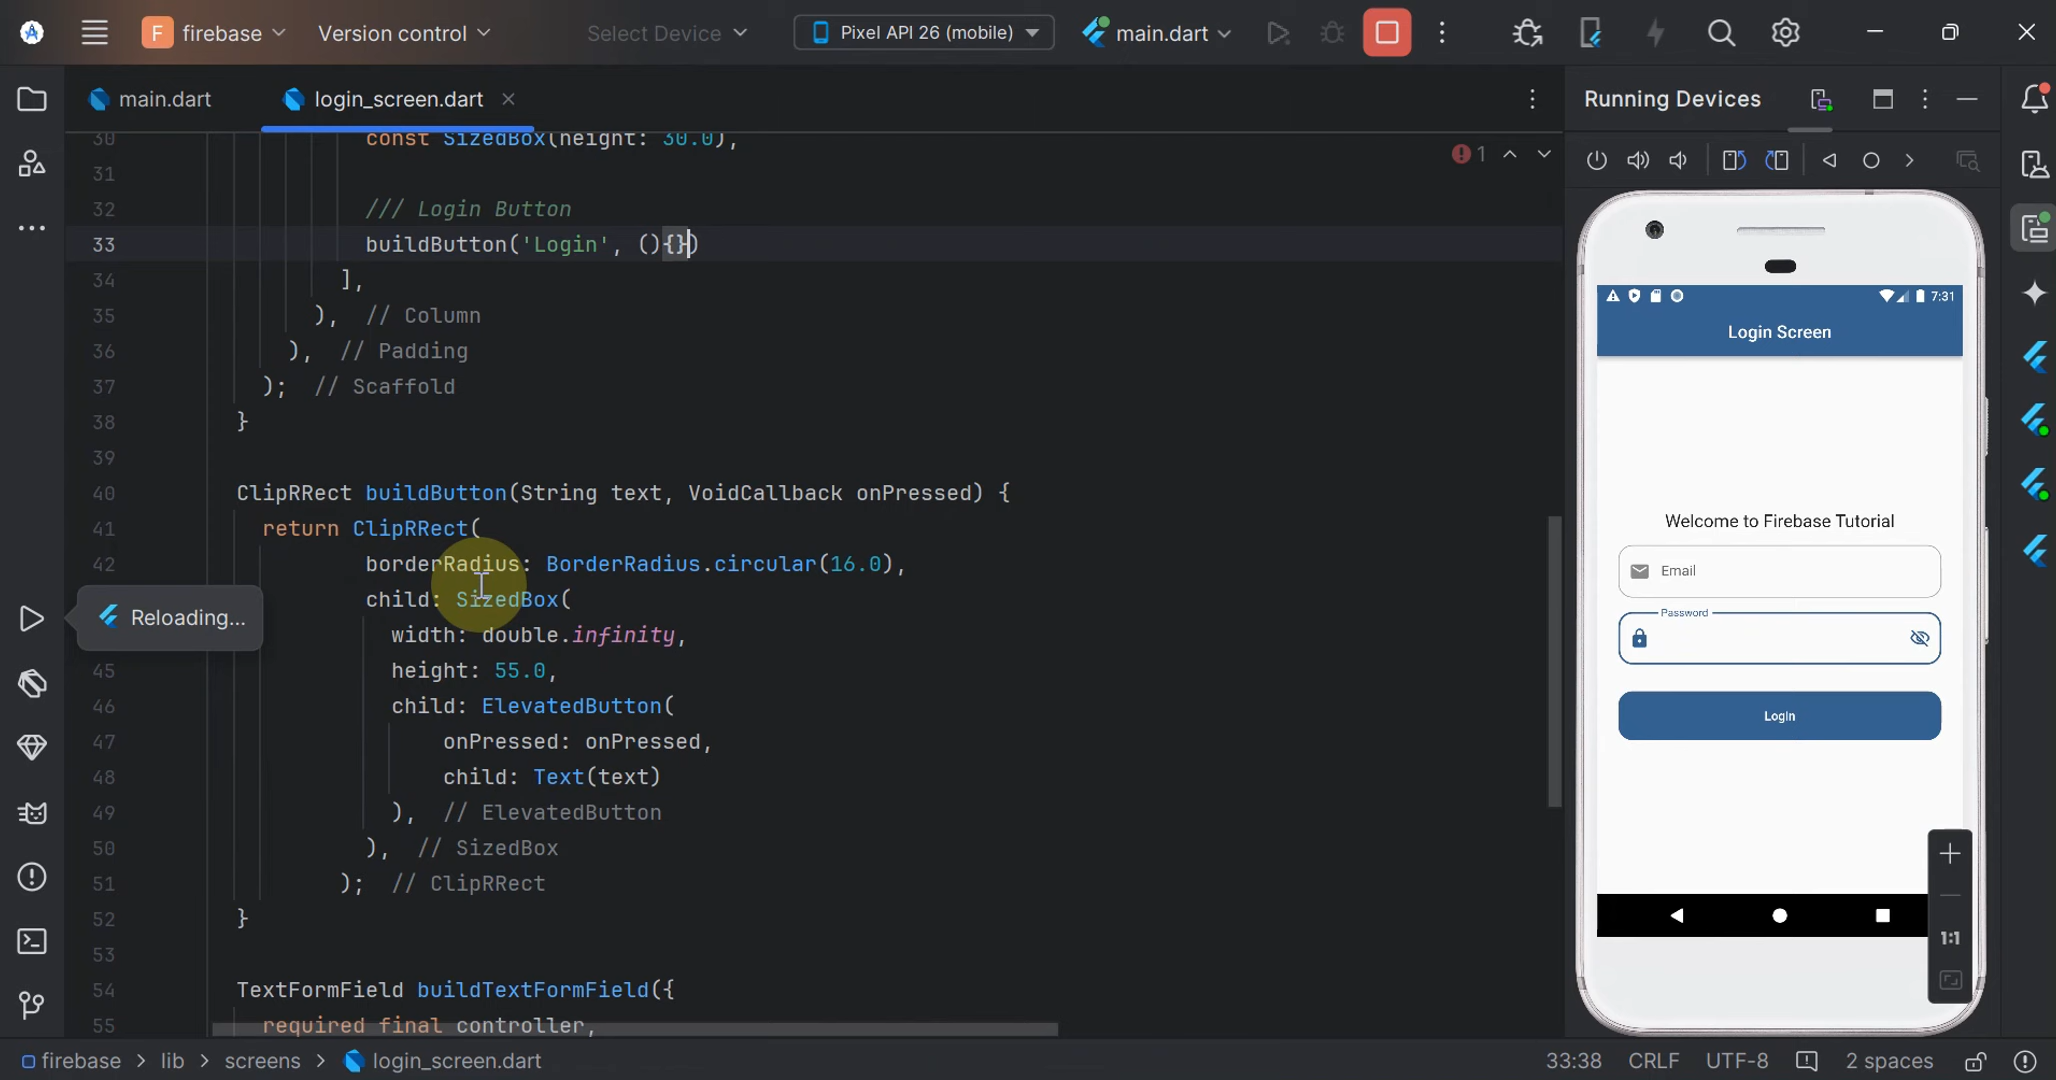 F firebase Version control Select Device Pixel API 26 (mobile) main.dart
main.dart login_screen.dart Running Devices
30 const SizedBox(height: 30.0),
1
31
32 /// Login Button
33 buildButton('Login', (){})
34 ],
35 ), // Column
36 ), // Padding
37 ); // Scaffold
38 }
39
40 ClipRRect buildButton(String text, VoidCallback onPressed) {
41 return ClipRRect(
42 borderRadius: BorderRadius.circular(16.0),
child: SizedBox(
width: double.infinity,
Reloading...
45 height: 55.0,
46 child: ElevatedButton(
47 onPressed: onPressed,
48 child: Text(text)
49 ), // ElevatedButton
50 ), // SizedBox
51 ); // ClipRRect
52 }
53
54 TextFormField buildTextFormField({
55 required final controller,
7:31
Login Screen
Welcome to Firebase Tutorial
Email
Password
Login
1:1
firebase > lib > screens > login_screen.dart 33:38 CRLF UTF-8 2 spaces